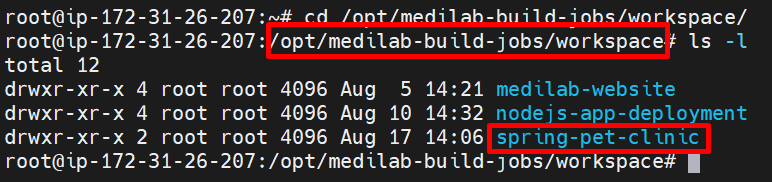 root@ip-172-31-26-207:~# cd /opt/medilab-build-jobs/workspace/
root@ip-172-31-26-207:/opt/medilab-build-jobs/workspace# ls -l
total 12
drwxr-xr-x 4 root root 4096 Aug  5 14:21 medilab-website
drwxr-xr-x 4 root root 4096 Aug 10 14:32 nodejs-app-deployment
drwxr-xr-x 2 root root 4096 Aug 17 14:06 spring-pet-clinic
root@ip-172-31-26-207:/opt/medilab-build-jobs/workspace#